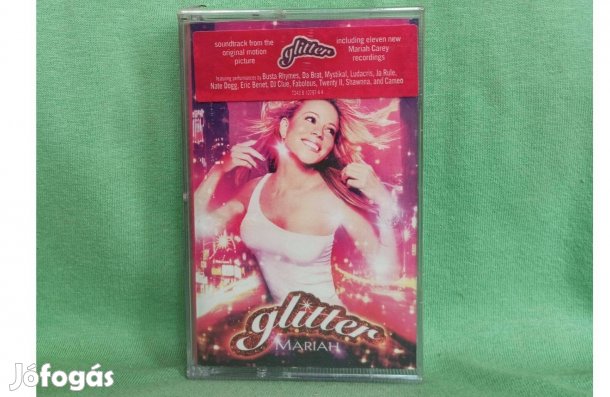 soundtrack from the
original motion
picture
glitter
including eleven new
Mariah Carey
recordings
featuring performances by Busta Rhymes, Da Brat, Mystikal, Ludacris, Ja Rule,
Nate Dogg, Eric Benet, DJ Clue, Fabolous, Twenty II, Shawnna, and Cameo
glitter
MARIAH
Jófogás